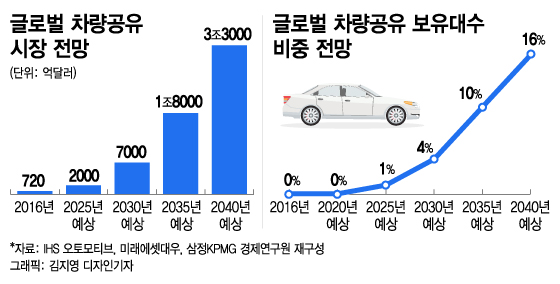 글로벌 차량공유
시장 전망
(단위: 억달러)
720
2000
7000
1조8000
3조3000
2016년
2025년
예상
2030년
예상
2035년
예상
2040년
예상
글로벌 차량공유 보유대수
비중 전망
0%
0%
1%
4%
10%
16%
2016년
2020년
예상
2025년
예상
2030년
예상
2035년
예상
2040년
예상
*자료: IHS 오토모티브, 미래에셋대우, 삼정KPMG 경제연구원 재구성
그래픽: 김지영 디자인기자